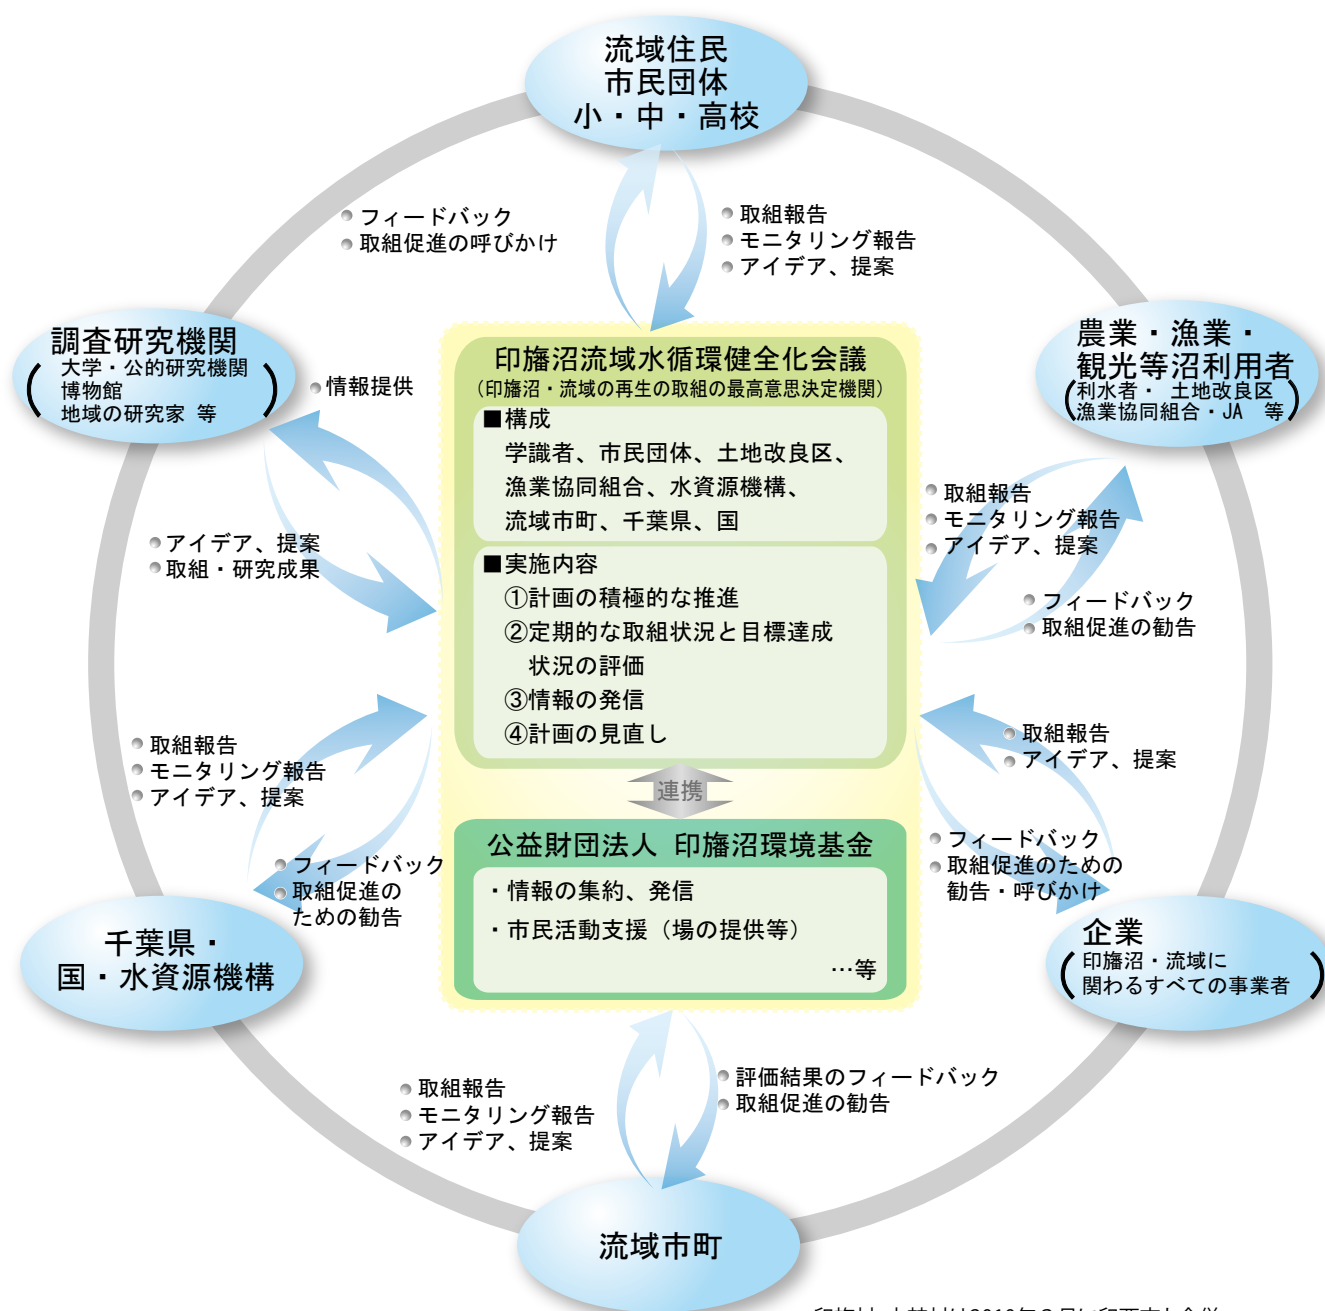 流域住民
市民団体
小・中・高校
フィードバック
取組促進の呼びかけ
取組報告
モニタリング報告
アイデア、提案
調査研究機関
大学・公的研究機関
博物館
地域の研究家 等
情報提供
アイデア、提案
取組・研究成果
農業・漁業・
観光等沼利用者
利水者・ 土地改良区
漁業協同組合・JA 等
取組報告
モニタリング報告
アイデア、提案
フィードバック
取組促進の勧告
印旛沼流域水循環健全化会議
(印旛沼・流域の再生の取組の最高意思決定機関)
■構成
学識者、市民団体、土地改良区、
漁業協同組合、水資源機構、
流域市町、千葉県、国
■実施内容
①計画の積極的な推進
②定期的な取組状況と目標達成
状況の評価
③情報の発信
④計画の見直し
連携
公益財団法人 印旛沼環境基金
・情報の集約、発信
・市民活動支援（場の提供等）
…等
取組報告
モニタリング報告
アイデア、提案
フィードバック
取組促進の
ための勧告
千葉県・
国・水資源機構
取組報告
アイデア、提案
フィードバック
取組促進のための
勧告・呼びかけ
企業
印旛沼・流域に
関わるすべての事業者
取組報告
モニタリング報告
アイデア、提案
評価結果のフィードバック
取組促進の勧告
流域市町